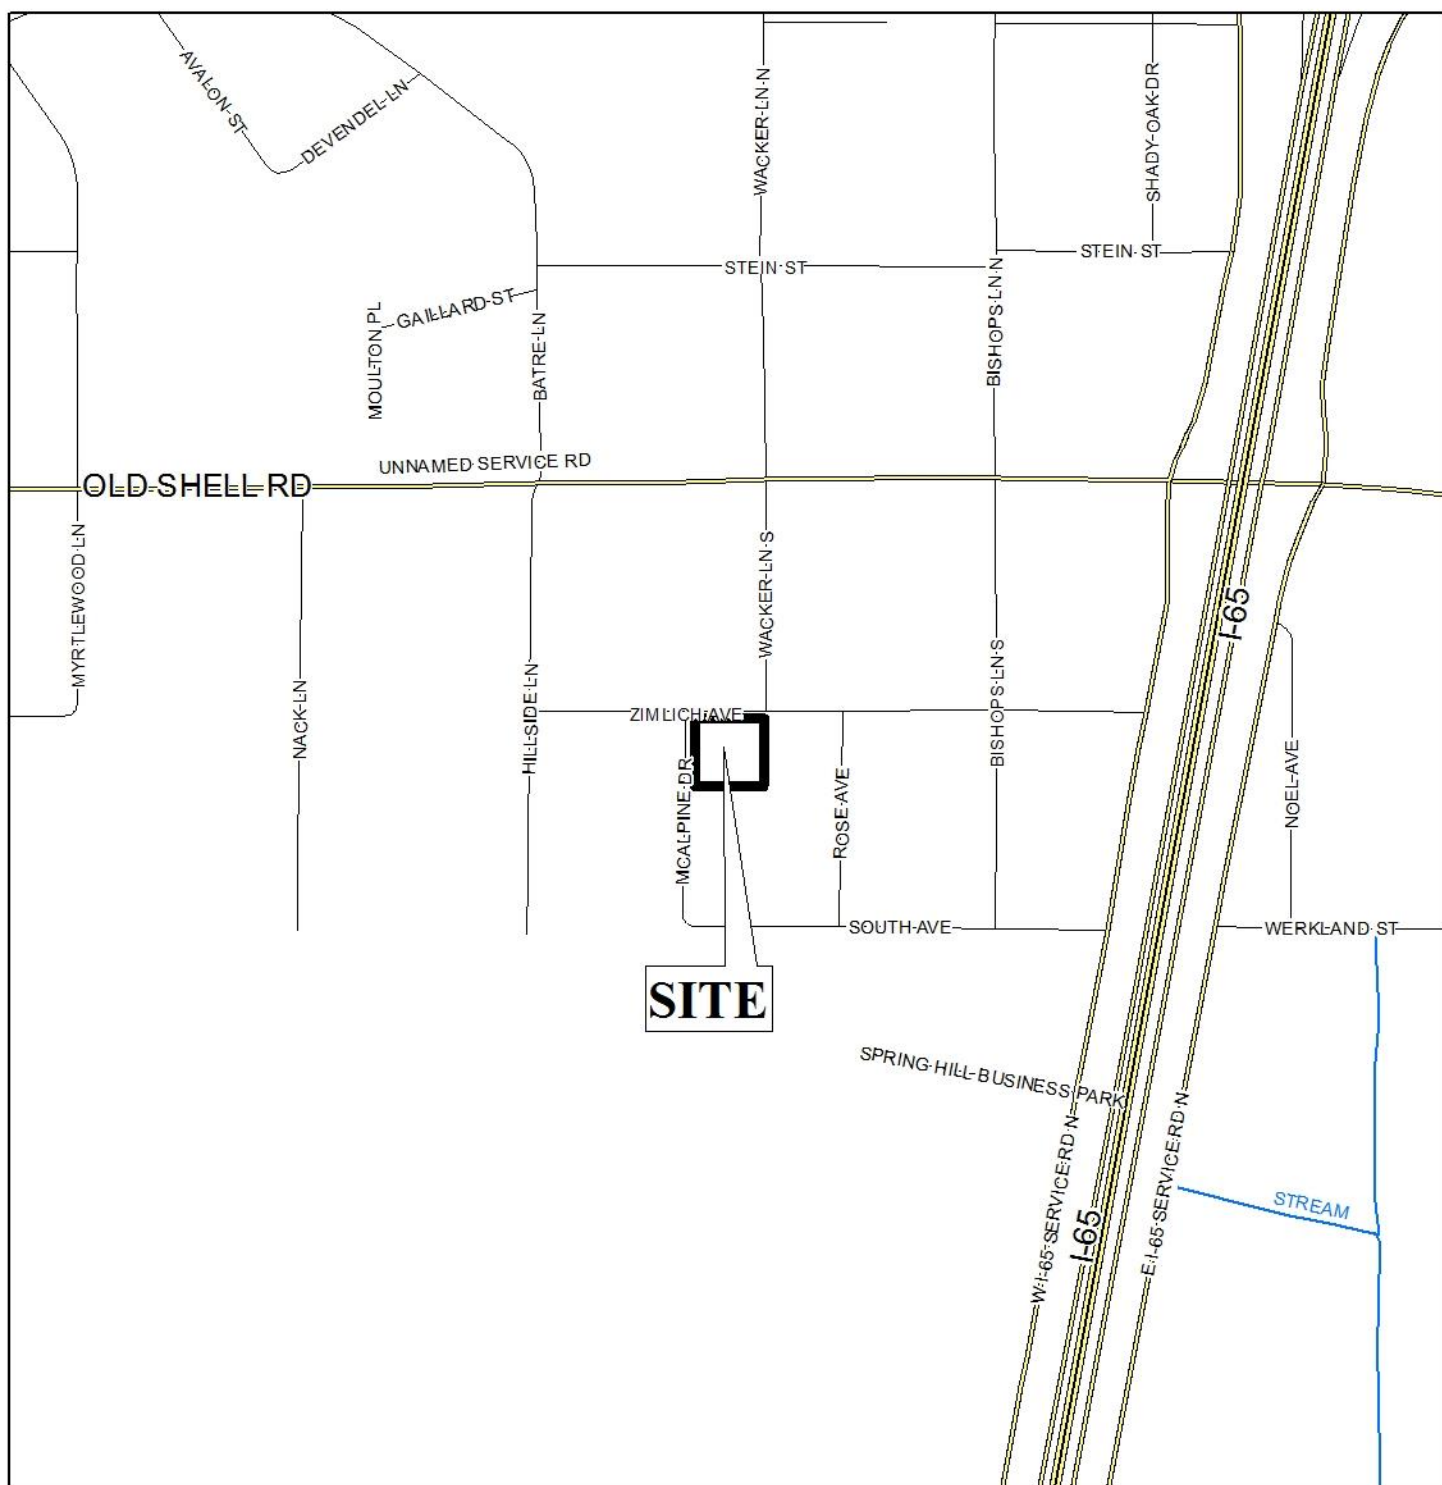 AVALON ST
DEVENDEL LN
WACKER LN N
SHADY OAK DR
STEIN ST
STEIN ST
BISHOPS LN N
MOULTON PL
GAILLARD ST
BATRE LN
UNNAMED SERVICE RD
OLD SHELL RD
MYRTLEWOOD LN
NACK LN
HILLSIDE LN
WACKER LN S
BISHOPS LN S
I-65
ZIMLICH AVE
MCALPINE DR
ROSE AVE
NOEL AVE
SOUTH AVE
WERKLAND ST
SITE
SPRING HILL BUSINESS PARK
W I-65 SERVICE RD N
I-65
E I-65 SERVICE RD N
STREAM